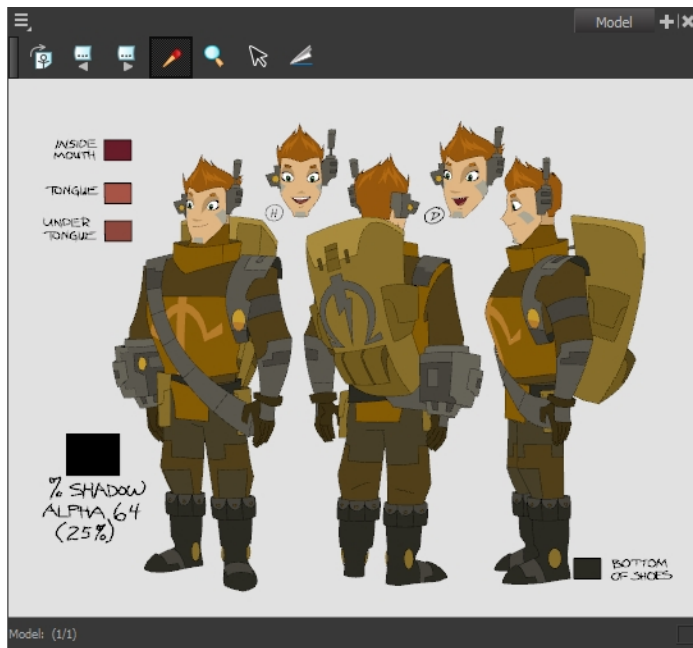 Model
INSIDE
MOUTH
TONGUE
UNDER
TONGUE
H
D
% SHADOW
ALPHA 64
(25%)
BOTTOM
OF SHOES
Model: (1/1)